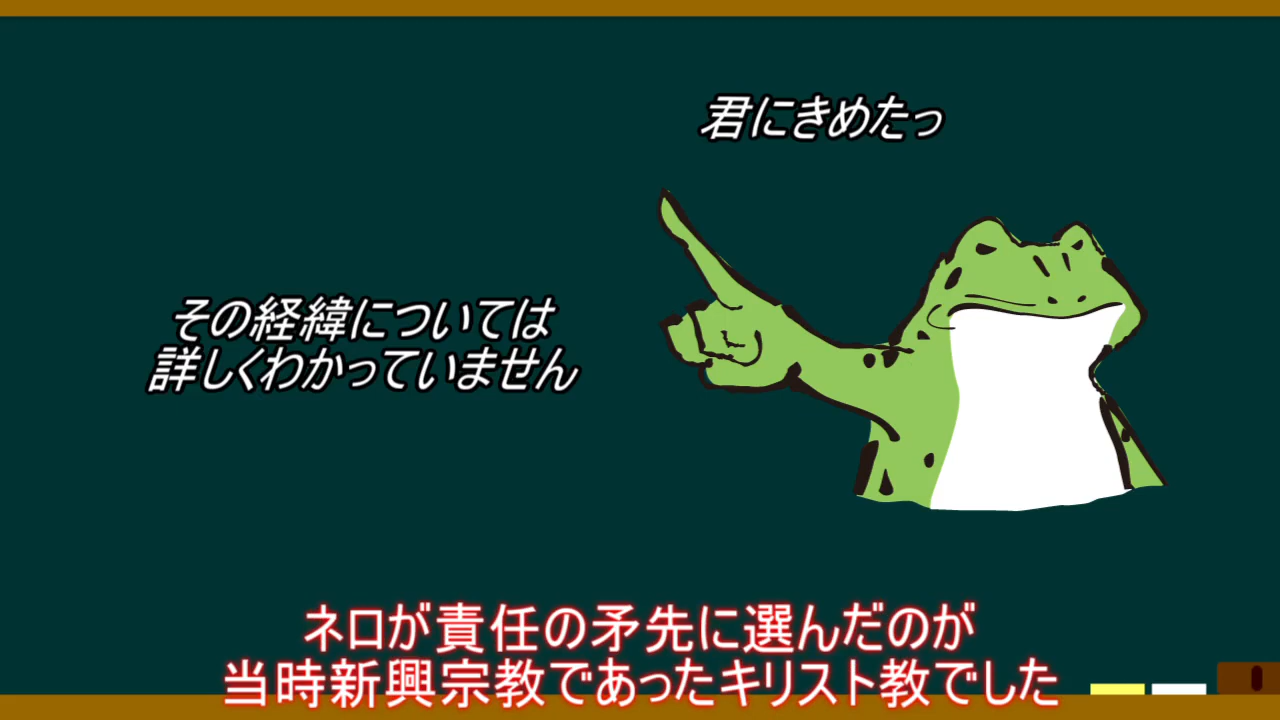 君にきめたっ
その経緯については
詳しくわかっていません
ネロが責任の矛先に選んだのが
当時新興宗教であったキリスト教でした